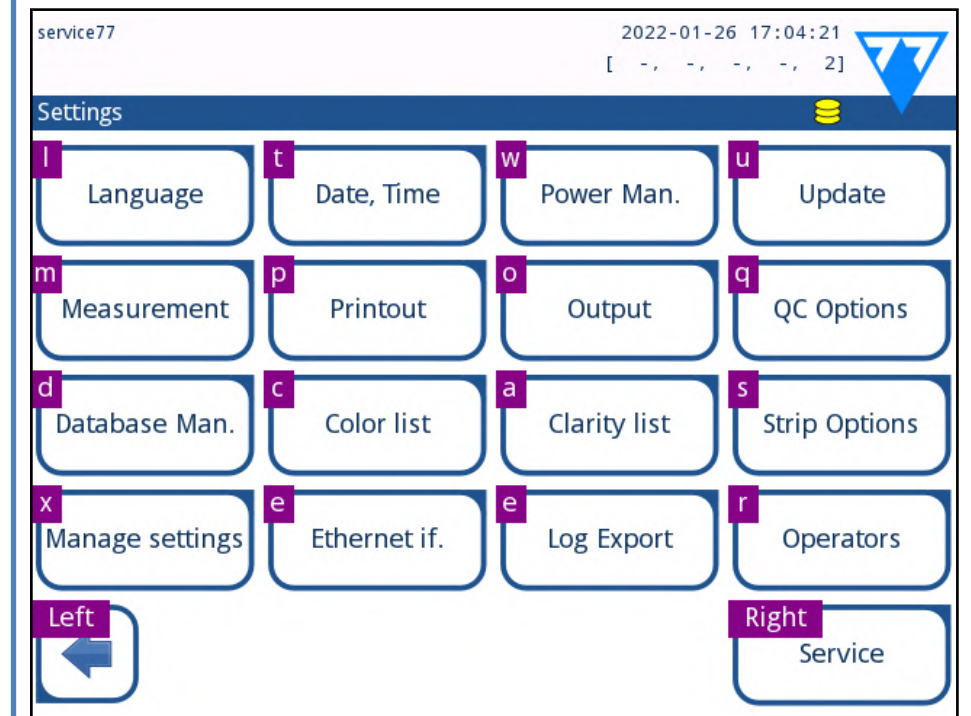 service77
2022-01-26 17:04:21
[ -, -, -, -, 2]
77
Settings
l t w u
Language Date, Time Power Man. Update
m p o q
Measurement Printout Output QC Options
d c a s
Database Man. Color list Clarity list Strip Options
x e e r
Manage settings Ethernet if. Log Export Operators
Left Right
Service